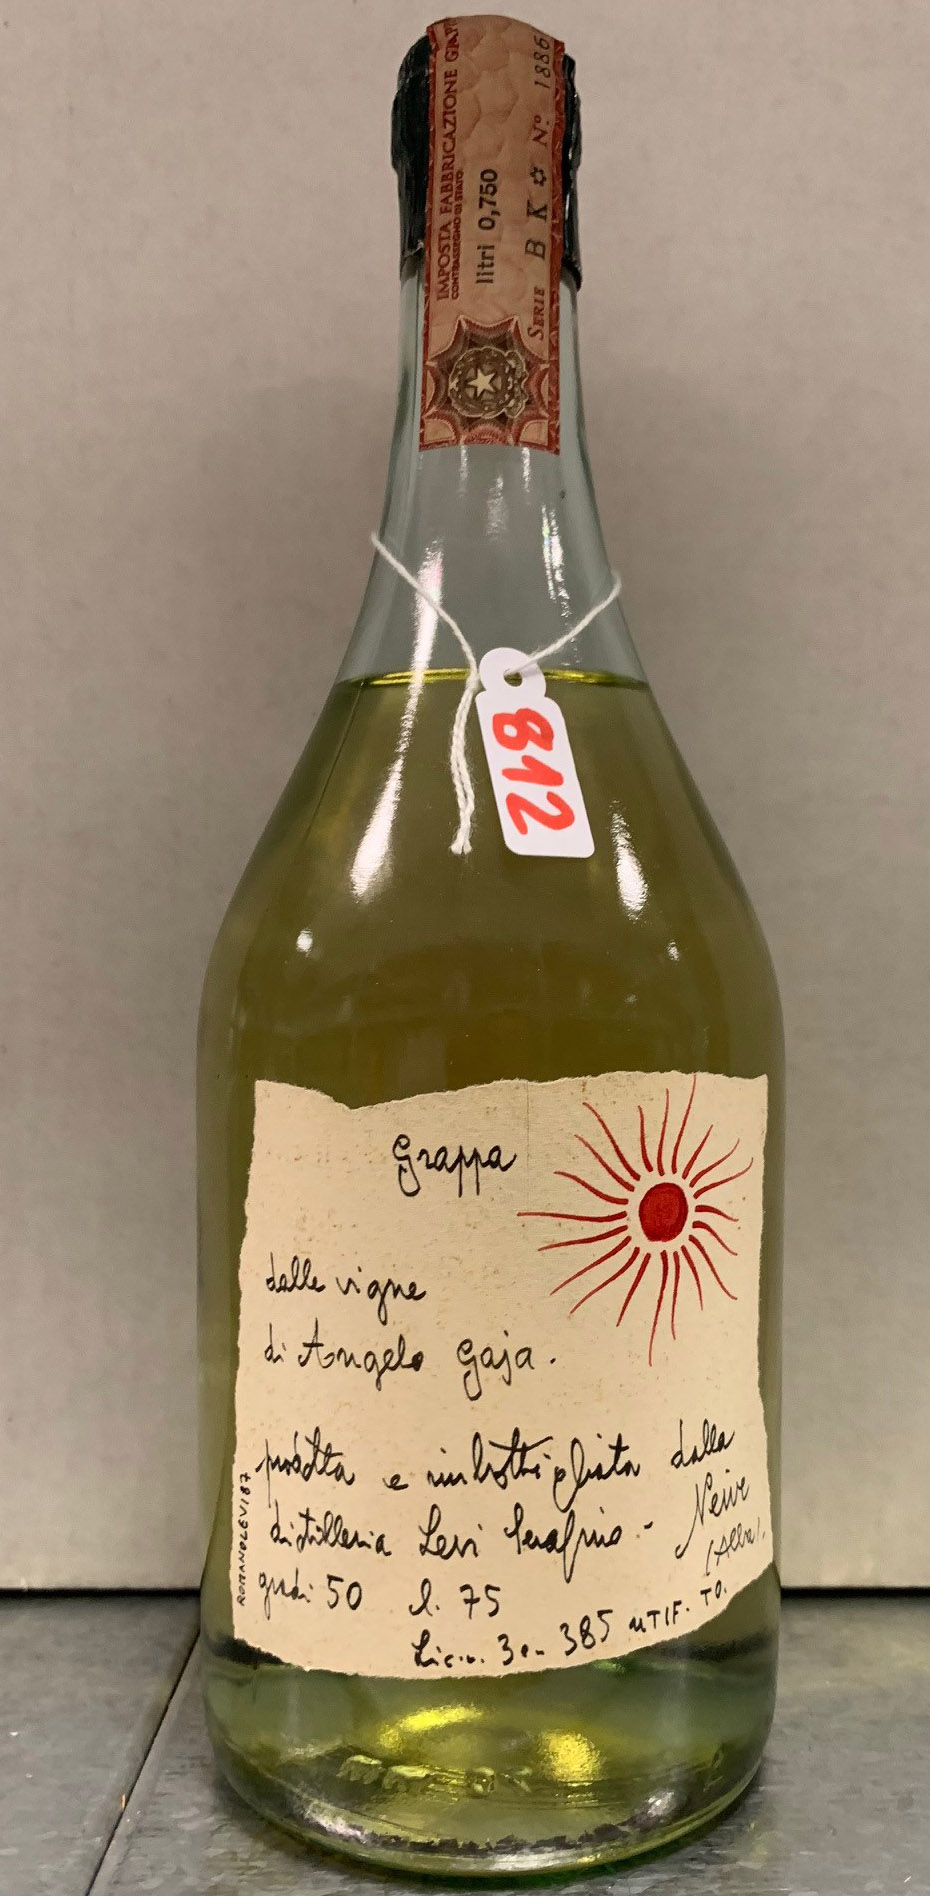 IMPOSTA FABBRICAZIONE GRAP
CONTRASSEGNO DI STATO
litri 0,750
SERIE B K N° 1886
812
Grappa
dalle vigne
di Angelo Gaja.
prodotta e imbottigliata dalla
distilleria Levi Serafino - Neive
(Alba).
gradi 50 l. 75
Lic. n. 3 e - 385 UTIF. TO.
ROMANO LEVI 87